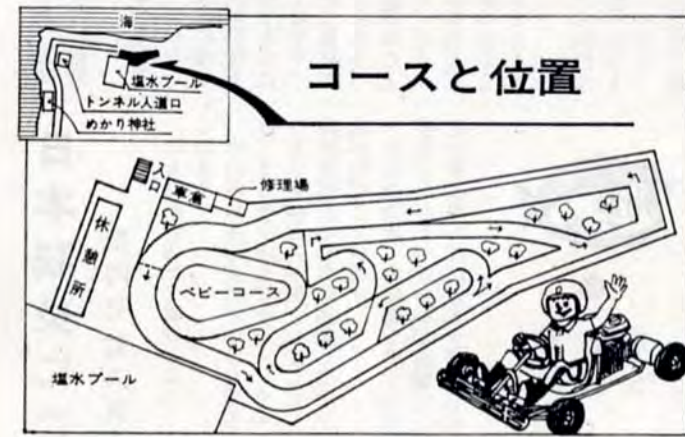 コースと位置
海
塩水プール
トンネル人道口
めかり神社
入口
車倉
修理場
休憩所
ベビーコース
塩水プール